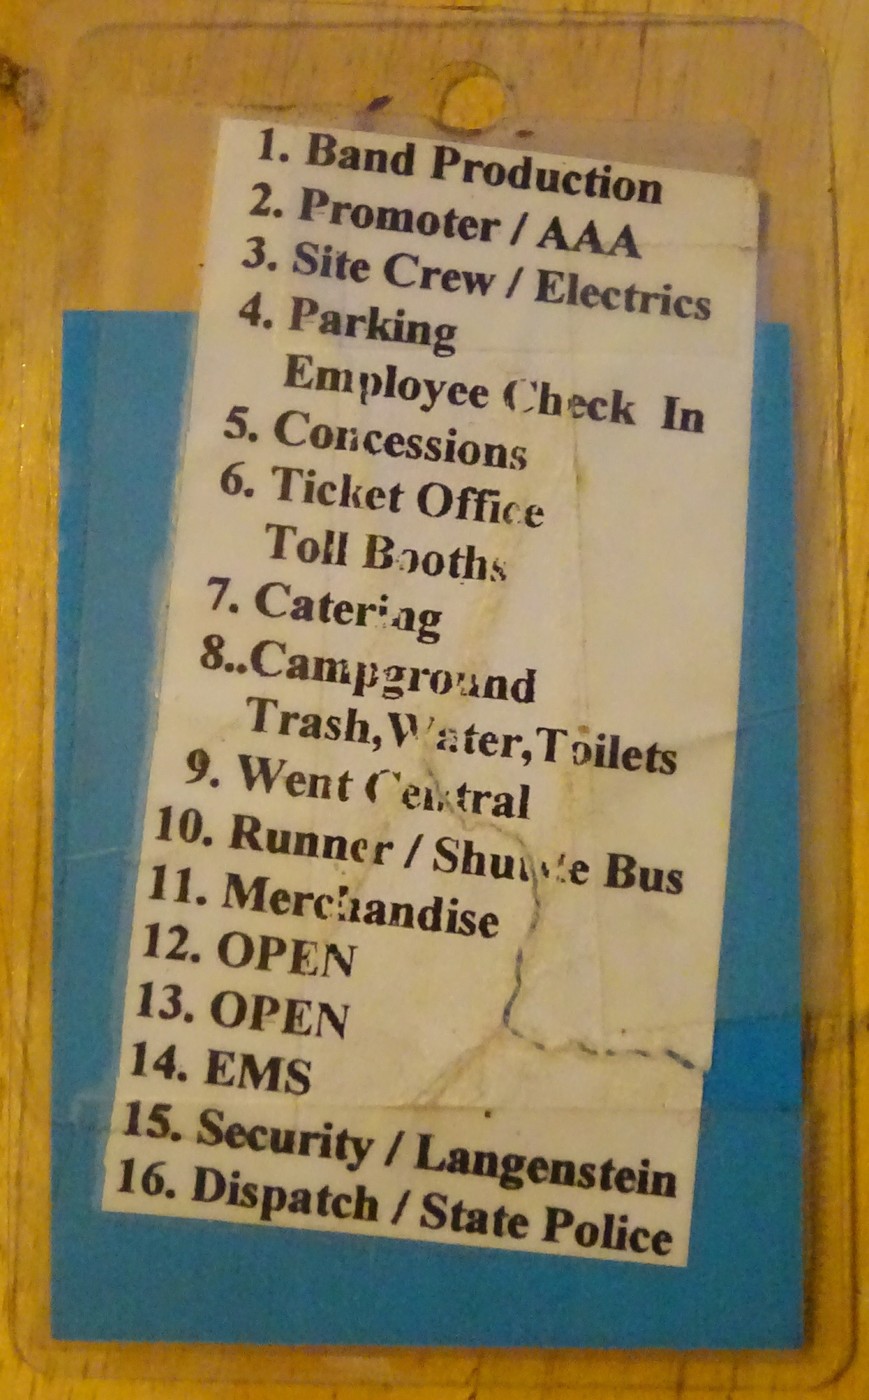 1. Band Production
2. Promoter / AAA
3. Site Crew / Electrics
4. Parking
Employee Check In
5. Concessions
6. Ticket Office
Toll Booths
7. Catering
8..Campground
Trash,Water,Toilets
9. Went Central
10. Runner / Shuttle Bus
11. Merchandise
12. OPEN
13. OPEN
14. EMS
15. Security / Langenstein
16. Dispatch / State Police